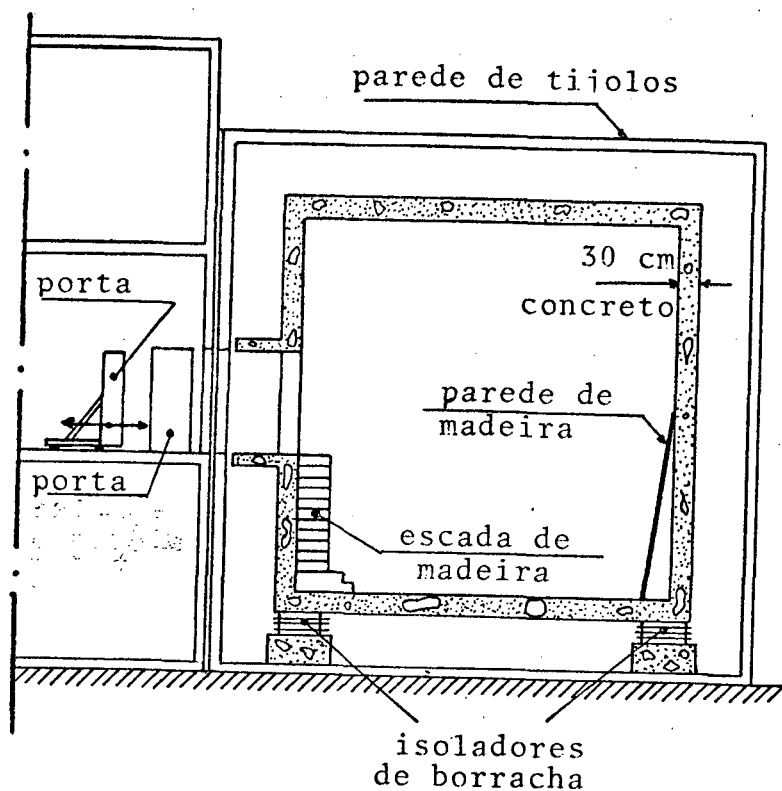 parede de tijolos
30 cm
concreto
porta
parede de
madeira
porta
escada de
madeira
isoladores
de borracha